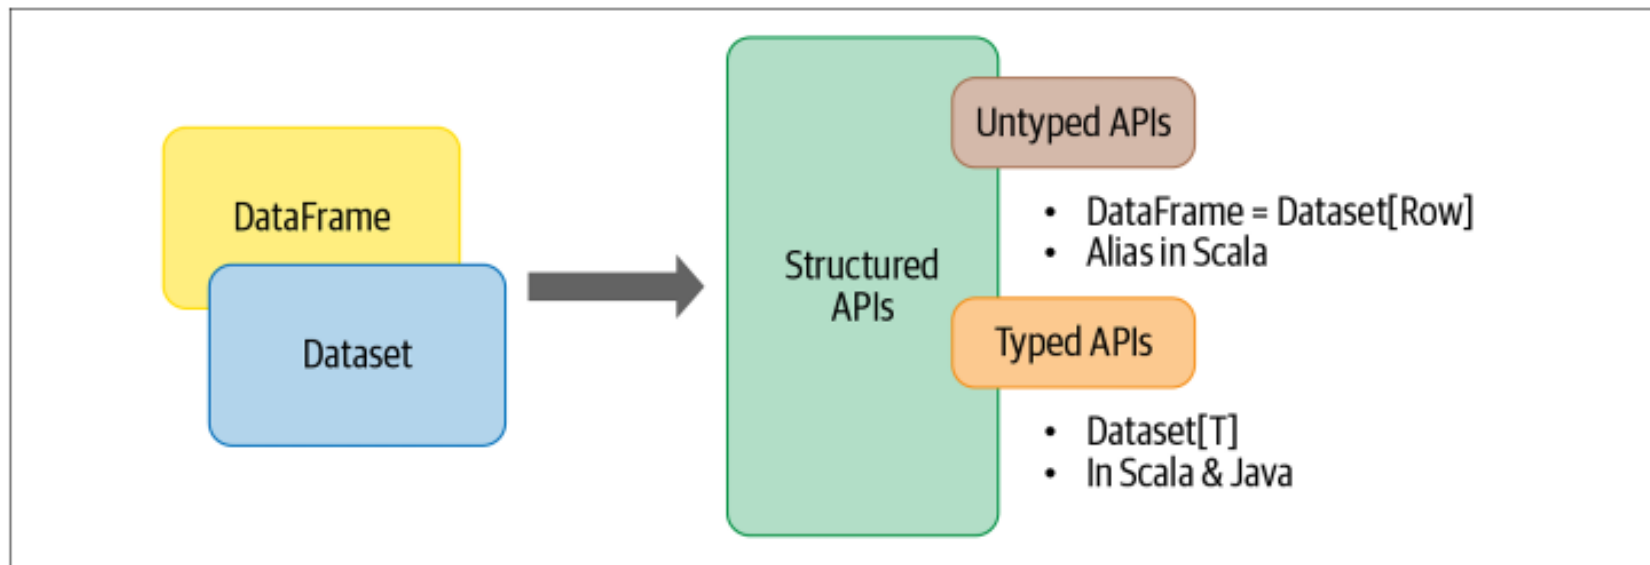 DataFrame
Dataset
Structured
APIs
Untyped APIs
• DataFrame = Dataset[Row]
• Alias in Scala
Typed APIs
• Dataset[T]
• In Scala & Java